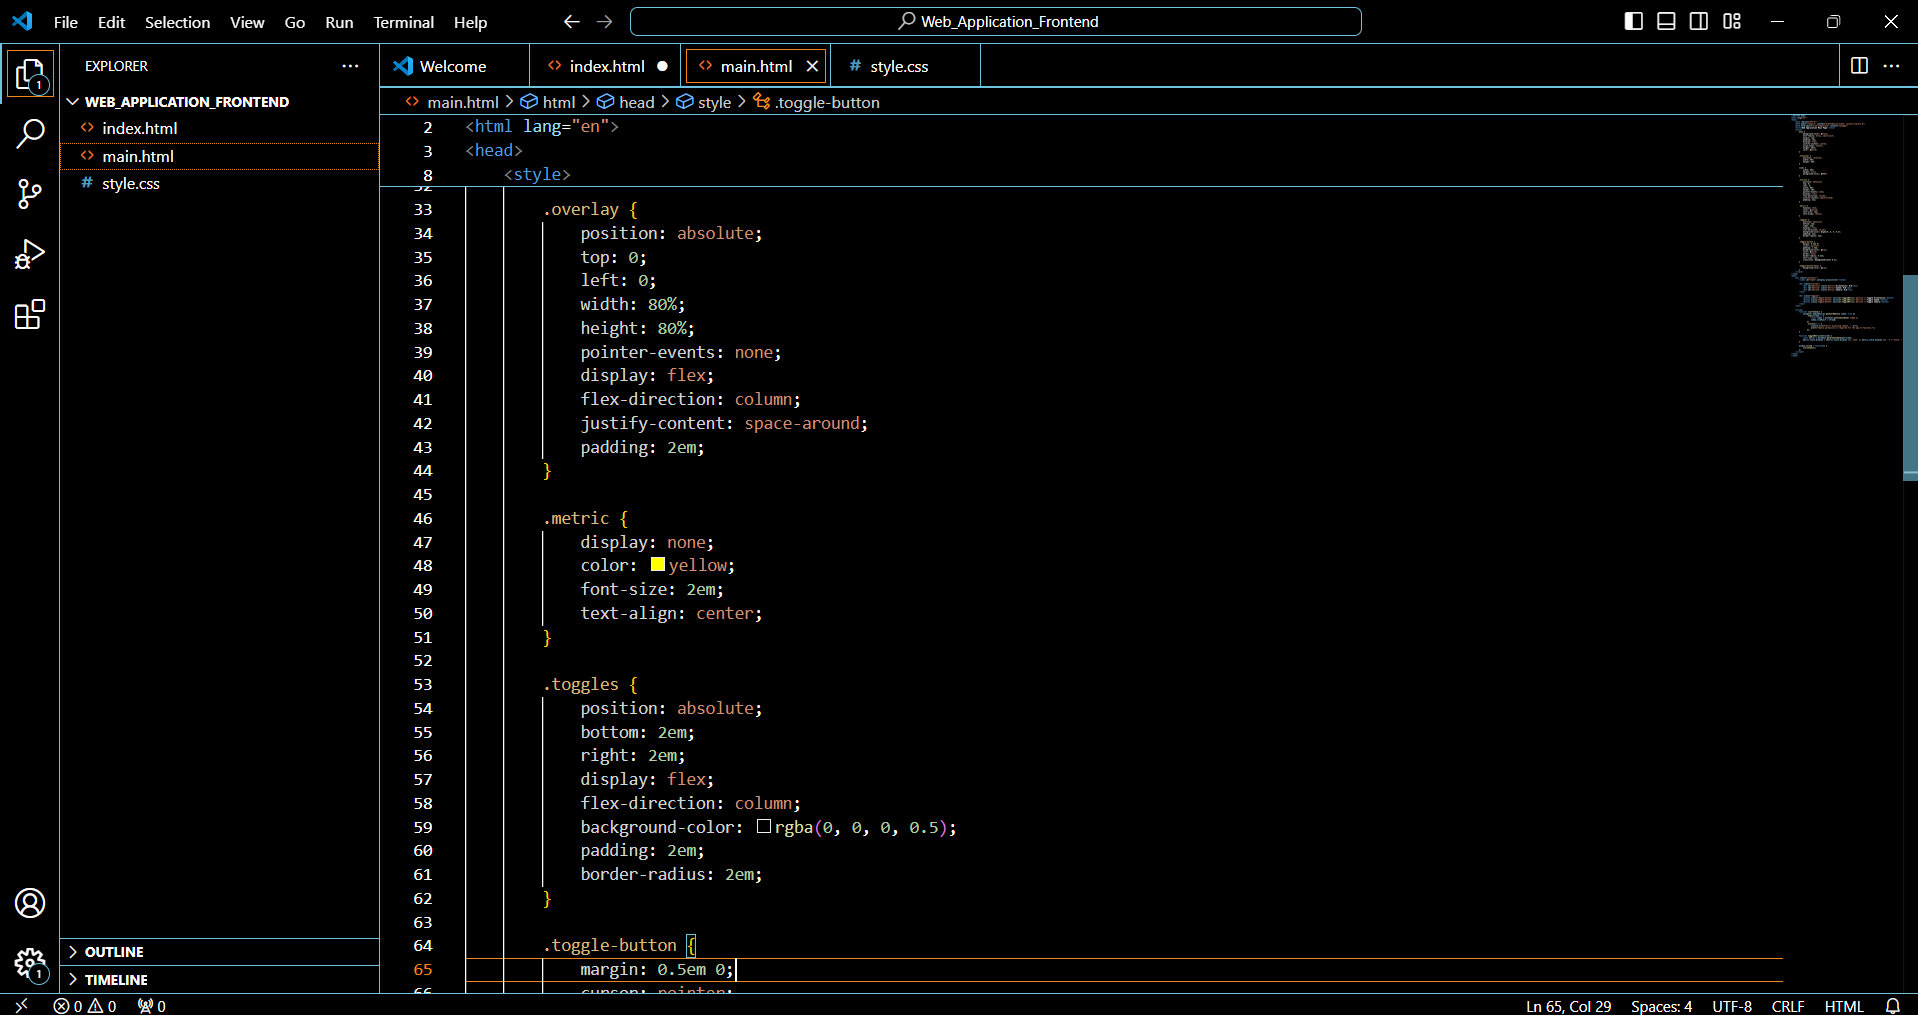 File Edit Selection View Go Run Terminal Help
Web_Application_Frontend
EXPLORER
WEB_APPLICATION_FRONTEND
index.html
main.html
style.css
OUTLINE
TIMELINE
Welcome index.html main.html style.css
main.html > html > head > style > .toggle-button
2 <html lang="en">
3 <head>
8 <style>
33 .overlay {
34 position: absolute;
35 top: 0;
36 left: 0;
37 width: 80%;
38 height: 80%;
39 pointer-events: none;
40 display: flex;
41 flex-direction: column;
42 justify-content: space-around;
43 padding: 2em;
44 }
45
46 .metric {
47 display: none;
48 color: yellow;
49 font-size: 2em;
50 text-align: center;
51 }
52
53 .toggles {
54 position: absolute;
55 bottom: 2em;
56 right: 2em;
57 display: flex;
58 flex-direction: column;
59 background-color: rgba(0, 0, 0, 0.5);
60 padding: 2em;
61 border-radius: 2em;
62 }
63
64 .toggle-button {
65 margin: 0.5em 0;
66 cursor: pointer;
1
1
0 0 0
Ln 65, Col 29 Spaces: 4 UTF-8 CRLF HTML